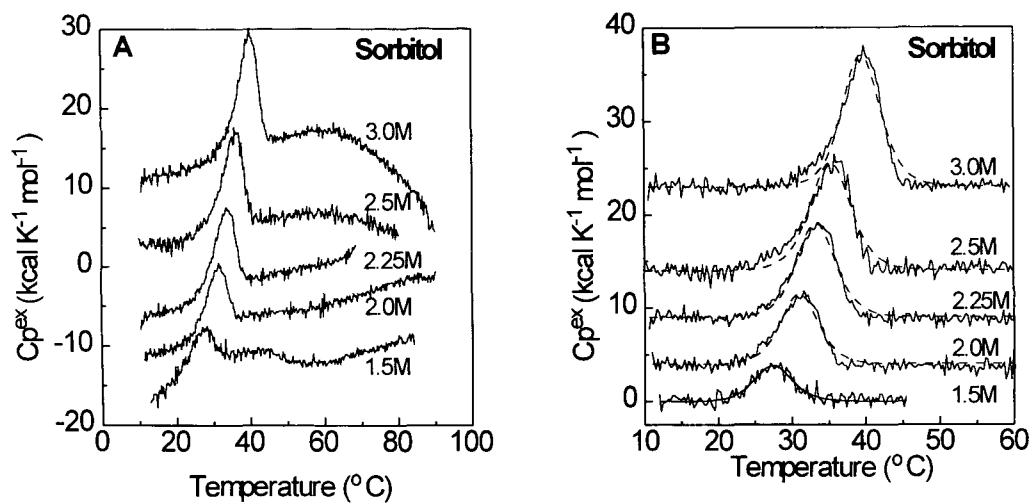 A
Sorbitol
Cp^ex (kcal K^-1 mol^-1)
30
20
10
0
-10
-20
3.0M
2.5M
2.25M
2.0M
1.5M
0 20 40 60 80 100
Temperature (°C)
B
Sorbitol
Cp^ex (kcal K^-1 mol^-1)
40
30
20
10
0
3.0M
2.5M
2.25M
2.0M
1.5M
10 20 30 40 50 60
Temperature (°C)